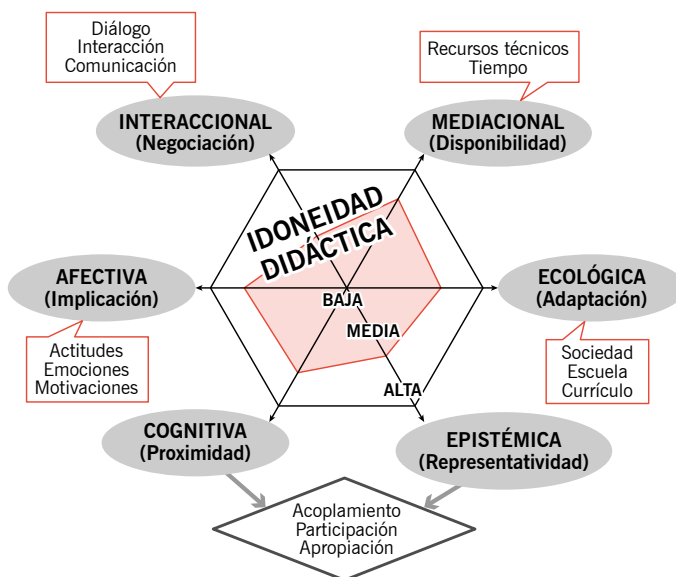 Diálogo
Interacción
Comunicación
Recursos técnicos
Tiempo
INTERACCIONAL
(Negociación)
MEDIACIONAL
(Disponibilidad)
IDONEIDAD
DIDÁCTICA
AFECTIVA
(Implicación)
ECOLÓGICA
(Adaptación)
BAJA
MEDIA
ALTA
Actitudes
Emociones
Motivaciones
Sociedad
Escuela
Currículo
COGNITIVA
(Proximidad)
EPISTÉMICA
(Representatividad)
Acoplamiento
Participación
Apropiación